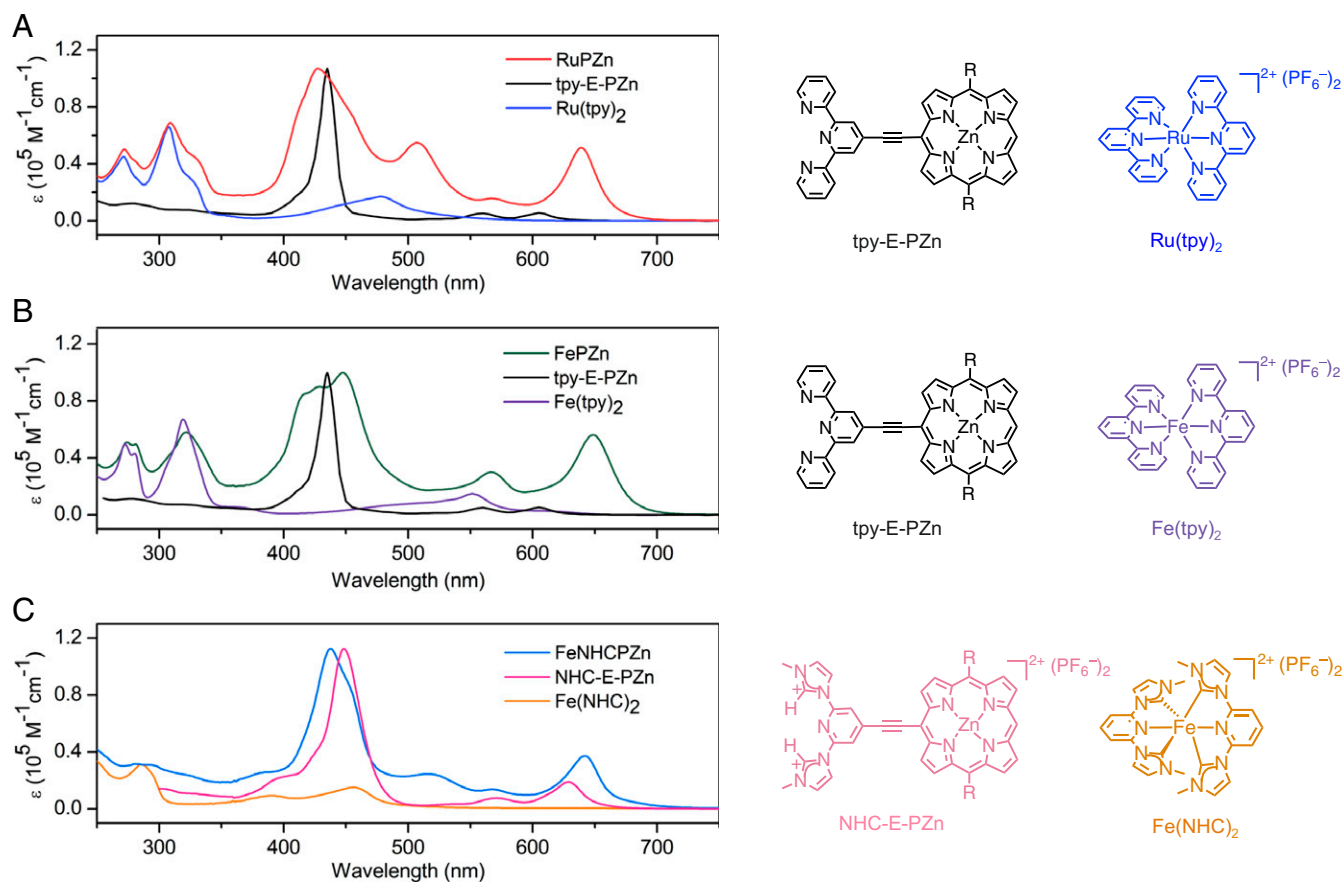 A
ε (10⁵ M⁻¹cm⁻¹)
1.2
0.8
0.4
0.0
RuPZn
tpy-E-PZn
Ru(tpy)₂
300 400 500 600 700
Wavelength (nm)
R
N N N N N N N
Zn
R
tpy-E-PZn
]²⁺ (PF₆⁻)₂
N N N Ru N N N
Ru(tpy)₂
B
ε (10⁵ M⁻¹cm⁻¹)
1.2
0.8
0.4
0.0
FePZn
tpy-E-PZn
Fe(tpy)₂
300 400 500 600 700
Wavelength (nm)
R
N N N N N N N
Zn
R
tpy-E-PZn
]²⁺ (PF₆⁻)₂
N N N Fe N N N
Fe(tpy)₂
C
ε (10⁵ M⁻¹cm⁻¹)
1.2
0.8
0.4
0.0
FeNHCPZn
NHC-E-PZn
Fe(NHC)₂
300 400 500 600 700
Wavelength (nm)
]²⁺ (PF₆⁻)₂
R
N + N H N H N + N
N N Zn N N
R
NHC-E-PZn
]²⁺ (PF₆⁻)₂
N N N N N Fe N N N N N
Fe(NHC)₂